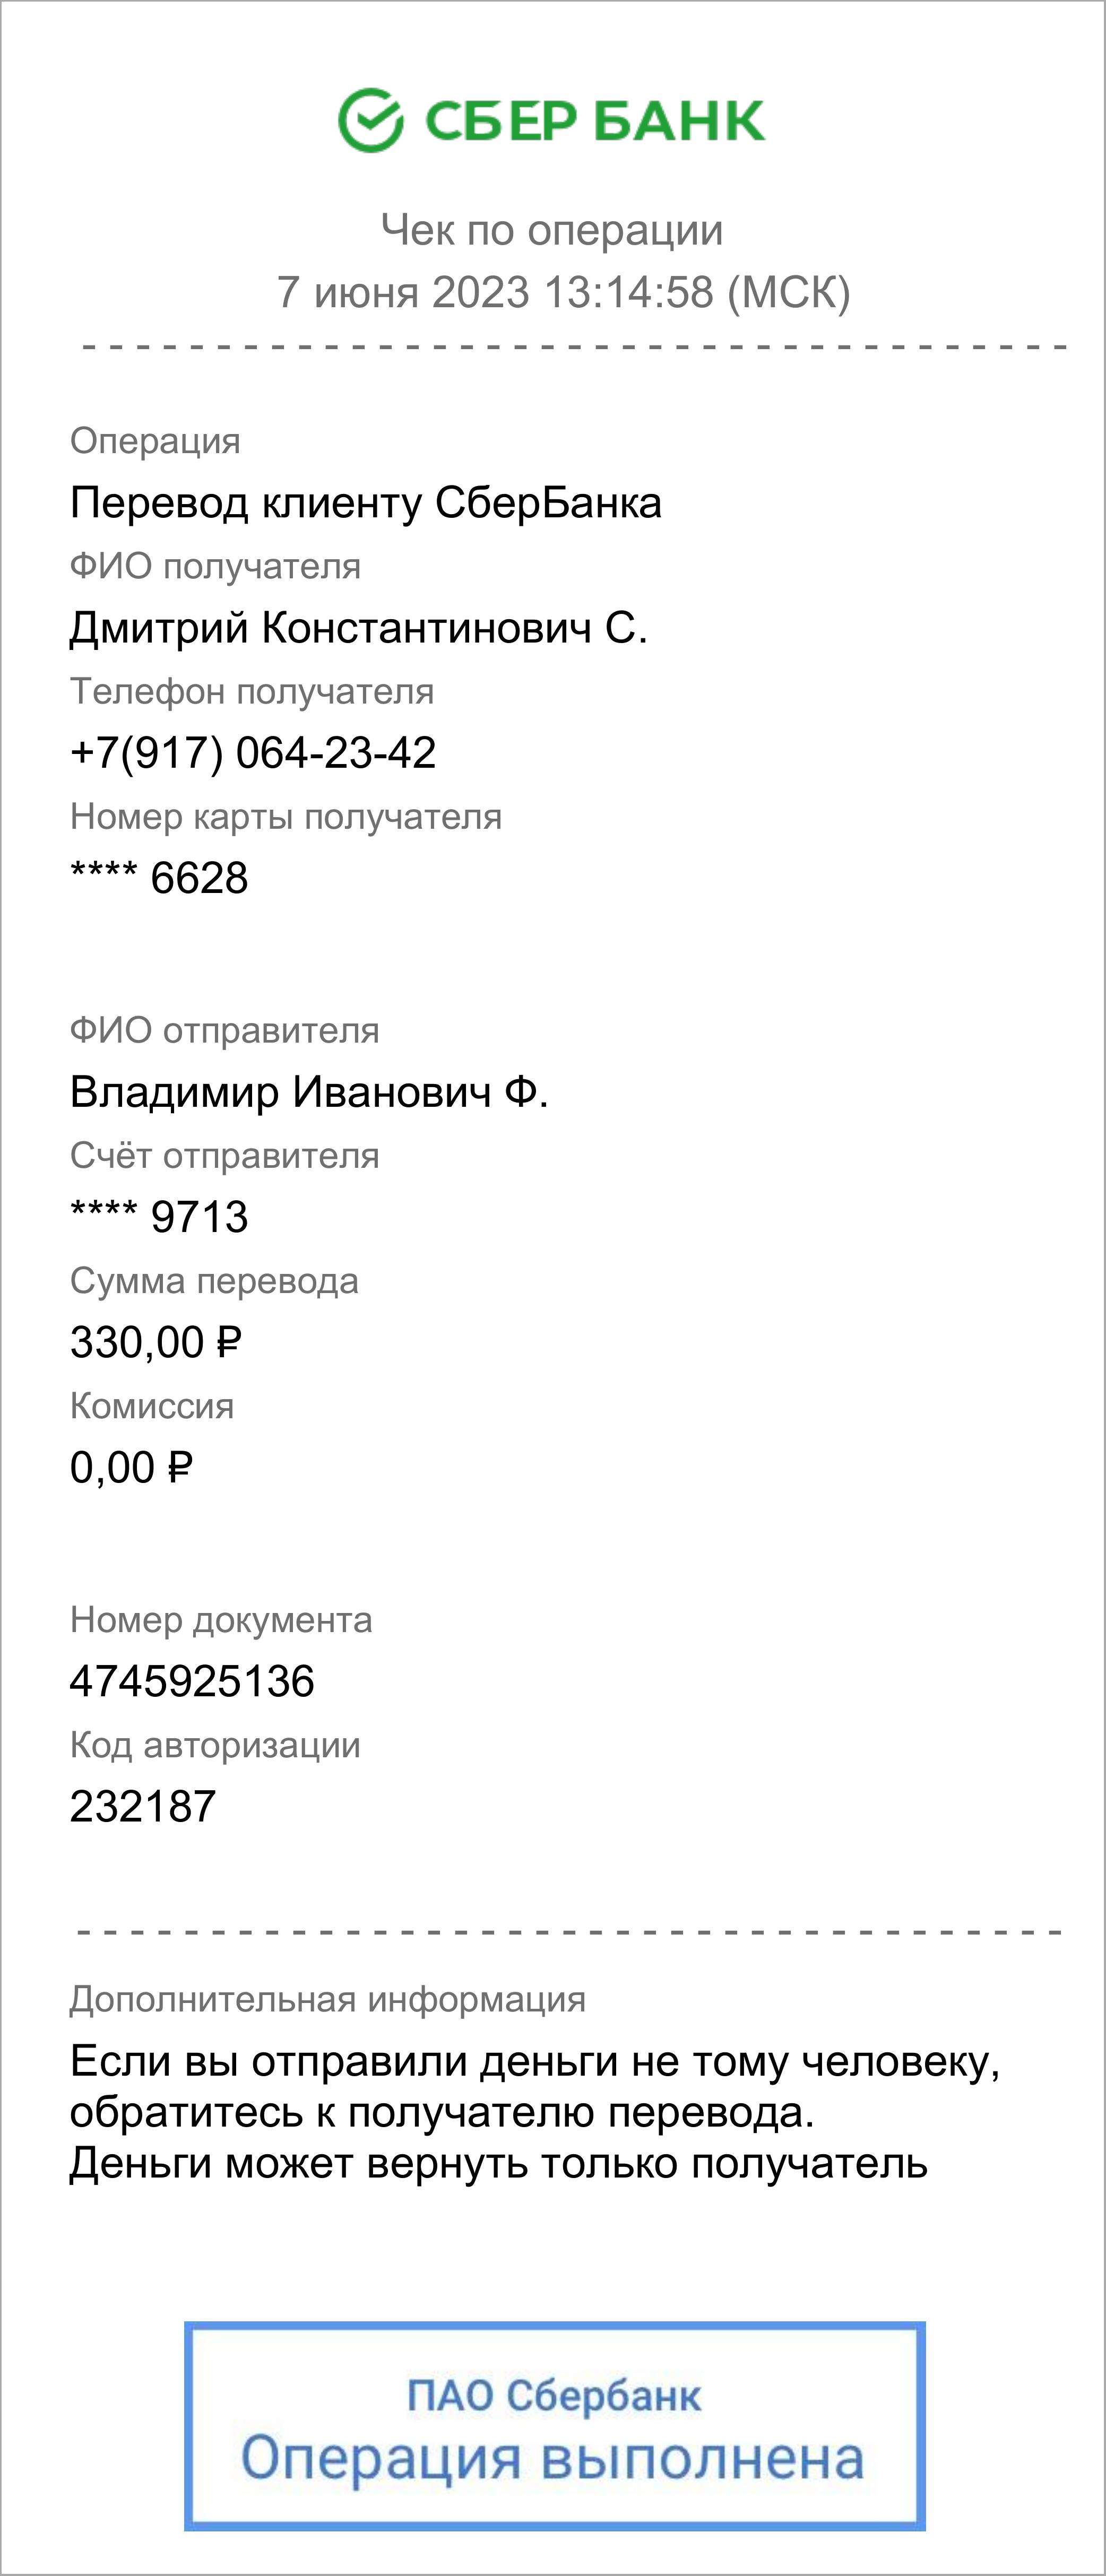 СБЕР БАНК
Чек по операции
7 июня 2023 13:14:58 (МСК)
Операция
Перевод клиенту СберБанка
ФИО получателя
Дмитрий Константинович С.
Телефон получателя
+7(917) 064-23-42
Номер карты получателя
**** 6628
ФИО отправителя
Владимир Иванович Ф.
Счёт отправителя
**** 9713
Сумма перевода
330,00 ₽
Комиссия
0,00 ₽
Номер документа
4745925136
Код авторизации
232187
Дополнительная информация
Если вы отправили деньги не тому человеку,
обратитесь к получателю перевода.
Деньги может вернуть только получатель
ПАО Сбербанк
Операция выполнена